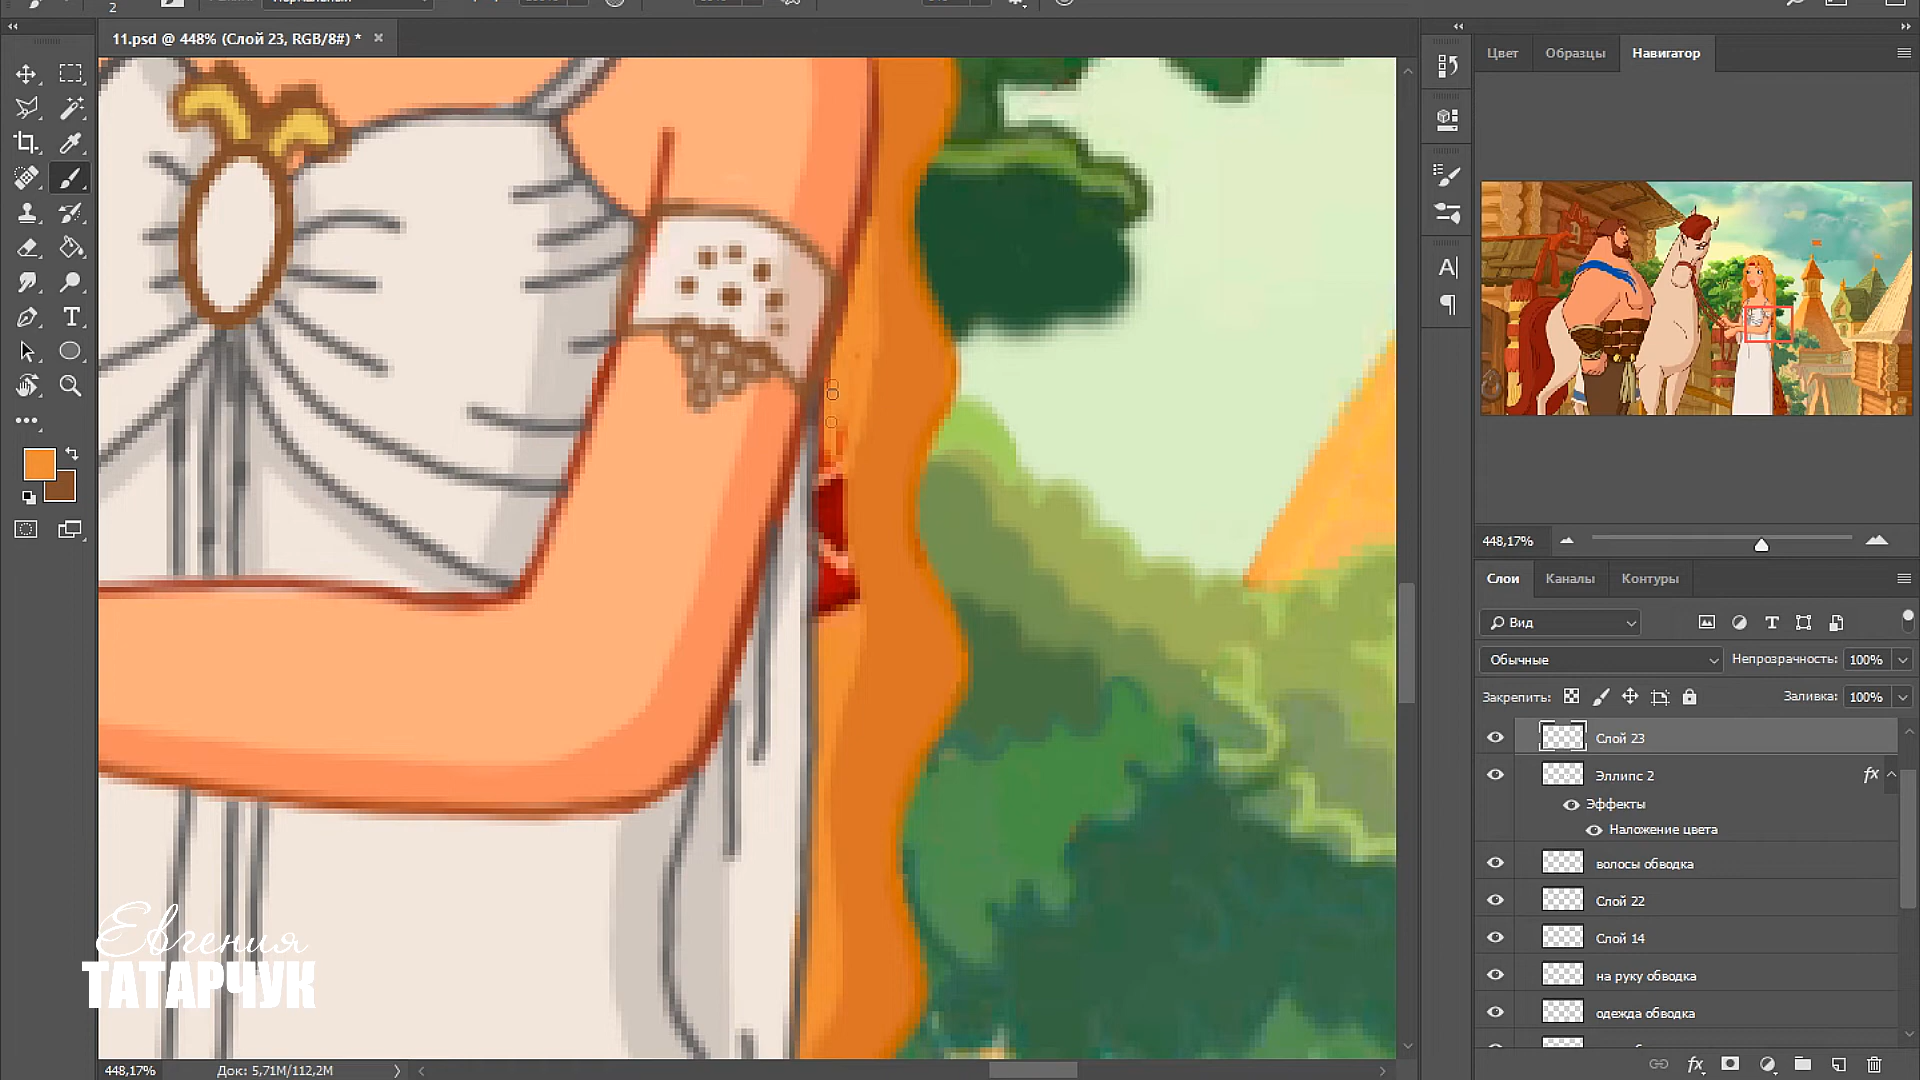 2
11.psd @ 448% (Слой 23, RGB/8#) * ×
Цвет Образцы Навигатор
448,17%
Слои Каналы Контуры
Вид
Обычные Непрозрачность: 100%
Закрепить: Заливка: 100%
Слой 23
Эллипс 2 fx
Эффекты
Наложение цвета
волосы обводка
Слой 22
Слой 14
на руку обводка
одежда обводка
Евгения
ТАТАРЧУК
448,17% Док: 5,71M/112,2M